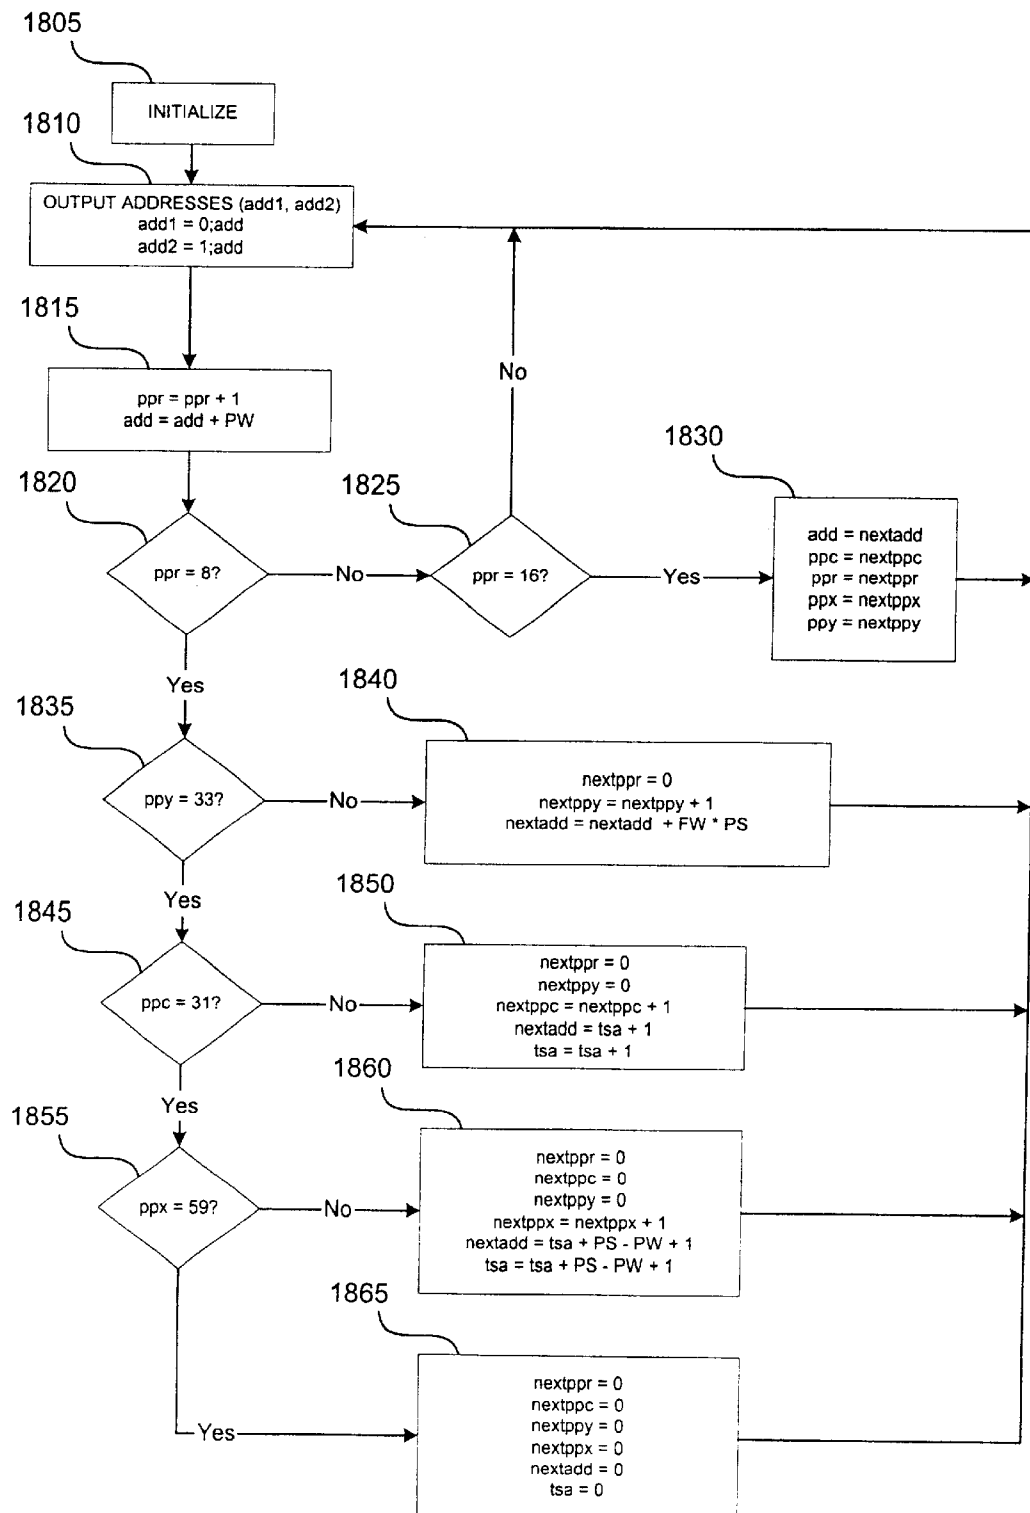 1805
INITIALIZE
1810
OUTPUT ADDRESSES (add1, add2)
add1 = 0;add
add2 = 1;add
1815
ppr = ppr + 1
add = add + PW
No
1830
1820
1825
ppr = 8?
No
ppr = 16?
Yes
add = nextadd
ppc = nextppc
ppr = nextppr
ppx = nextppx
ppy = nextppy
Yes
1840
1835
ppy = 33?
No
nextppr = 0
nextppy = nextppy + 1
nextadd = nextadd + FW * PS
Yes
1850
1845
ppc = 31?
No
nextppr = 0
nextppy = 0
nextppc = nextppc + 1
nextadd = tsa + 1
tsa = tsa + 1
Yes
1860
1855
ppx = 59?
No
nextppr = 0
nextppc = 0
nextppy = 0
nextppx = nextppx + 1
nextadd = tsa + PS - PW + 1
tsa = tsa + PS - PW + 1
1865
Yes
nextppr = 0
nextppc = 0
nextppy = 0
nextppx = 0
nextadd = 0
tsa = 0